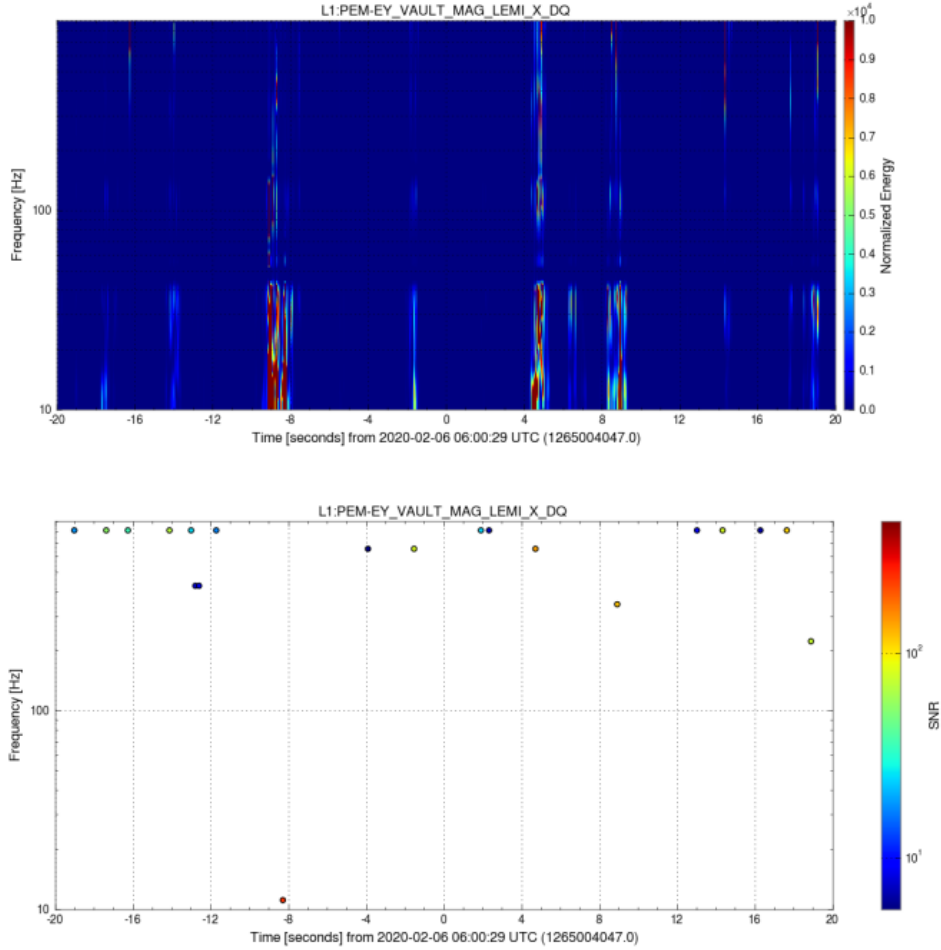 L1:PEM-EY_VAULT_MAG_LEMI_X_DQ
×10⁴
Frequency [Hz]
100
10
-20 -16 -12 -8 -4 0 4 8 12 16 20
Time [seconds] from 2020-02-06 06:00:29 UTC (1265004047.0)
1.0
0.9
0.8
0.7
0.6
0.5
0.4
0.3
0.2
0.1
0.0
Normalized Energy
L1:PEM-EY_VAULT_MAG_LEMI_X_DQ
Frequency [Hz]
100
10
-20 -16 -12 -8 -4 0 4 8 12 16 20
Time [seconds] from 2020-02-06 06:00:29 UTC (1265004047.0)
10²
10¹
SNR